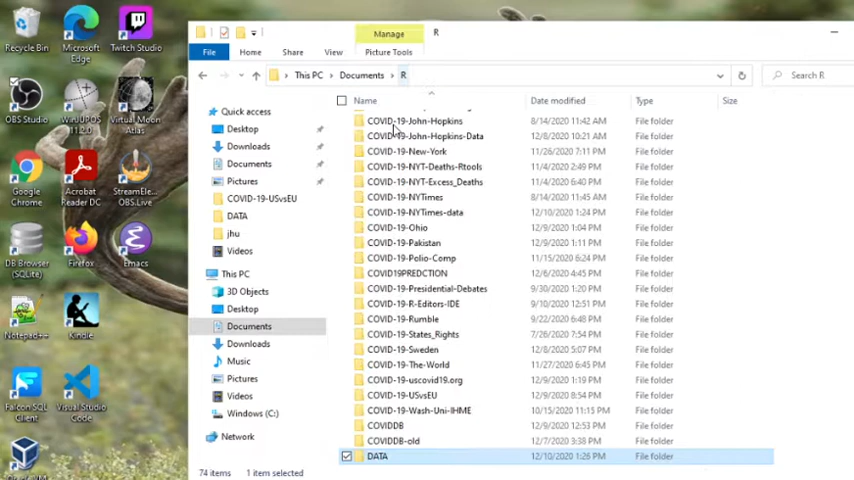 Recycle Bin
Microsoft Edge
Twitch Studio
OBS Studio
WinJUPOS 11.2.0
Virtual Moon Atlas
Google Chrome
Acrobat Reader DC
StreamEle... OBS.Live
DB Browser (SQLite)
Firefox
Emacs
Notepad++
Kindle
Falcon SQL Client
Visual Studio Code
Manage
R
File
Home
Share
View
Picture Tools
This PC > Documents > R
Search R
Quick access
Desktop
Downloads
Documents
Pictures
COVID-19-USvsEU
DATA
jhu
Videos
This PC
3D Objects
Desktop
Documents
Downloads
Music
Pictures
Videos
Windows (C:)
Network
Name Date modified Type Size
COVID-19-John-Hopkins 8/14/2020 11:42 AM File folder
COVID-19-John-Hopkins-Data 12/8/2020 10:21 AM File folder
COVID-19-New-York 11/26/2020 7:11 PM File folder
COVID-19-NYT-Deaths-Rtools 11/4/2020 2:49 PM File folder
COVID-19-NYT-Excess_Deaths 11/4/2020 6:40 PM File folder
COVID-19-NYTimes 8/14/2020 11:45 AM File folder
COVID-19-NYTimes-data 12/10/2020 1:24 PM File folder
COVID-19-Ohio 12/9/2020 1:04 PM File folder
COVID-19-Pakistan 12/9/2020 1:11 PM File folder
COVID-19-Polio-Comp 11/15/2020 6:24 PM File folder
COVID19PREDCTION 12/6/2020 4:45 PM File folder
COVID-19-Presidential-Debates 9/30/2020 1:20 PM File folder
COVID-19-R-Editors-IDE 9/10/2020 12:51 PM File folder
COVID-19-Rumble 9/22/2020 6:48 PM File folder
COVID-19-States_Rights 7/26/2020 7:54 PM File folder
COVID-19-Sweden 12/8/2020 5:07 PM File folder
COVID-19-The-World 11/27/2020 6:45 PM File folder
COVID-19-uscovid19.org 12/9/2020 1:19 PM File folder
COVID-19-USvsEU 12/9/2020 8:54 PM File folder
COVID-19-Wash-Uni-IHME 10/15/2020 11:15 PM File folder
COVIDDB 12/9/2020 12:53 PM File folder
COVIDDB-old 12/7/2020 3:38 PM File folder
DATA 12/10/2020 1:26 PM File folder
74 items 1 item selected